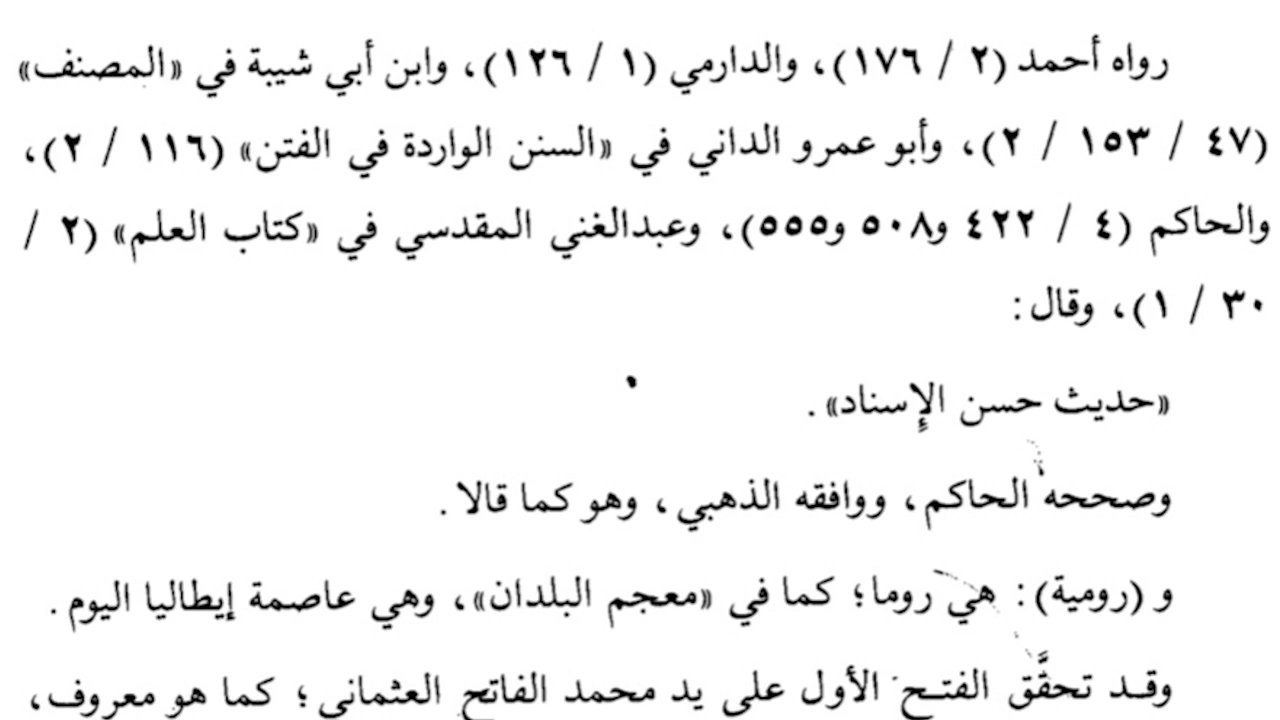 رواه أحمد (٢ / ١٧٦)، والدارمي (١ / ١٢٦)، وابن أبي شيبة في «المصنف»
(٤٧ / ١٥٣ / ٢)، وأبو عمرو الداني في «السنن الواردة في الفتن» (١١٦ / ٢)،
والحاكم (٤ / ٤٢٢ و٥٠٨ و٥٥٥)، وعبدالغني المقدسي في «كتاب العلم» (٢ /
٣٠ / ١)، وقال:
«حديث حسن الإِسناد».
وصححه الحاكم، ووافقه الذهبي، وهو كما قالا.
و (رومية): هي روما؛ كما في «معجم البلدان»، وهي عاصمة إيطاليا اليوم.
وقد تحقَّق الفتح الأول على يد محمد الفاتح العثماني؛ كما هو معروف،